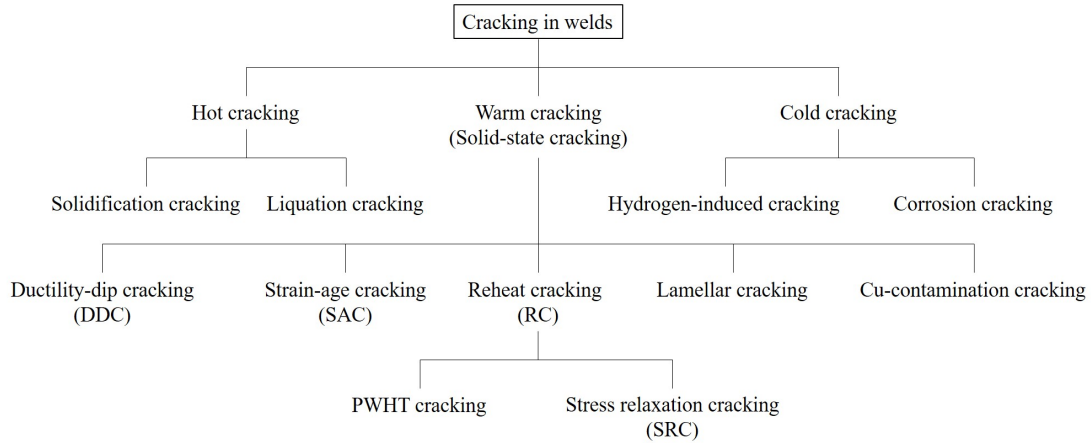 Cracking in welds
Hot cracking
Warm cracking
(Solid-state cracking)
Cold cracking
Solidification cracking
Liquation cracking
Hydrogen-induced cracking
Corrosion cracking
Ductility-dip cracking
(DDC)
Strain-age cracking
(SAC)
Reheat cracking
(RC)
Lamellar cracking
Cu-contamination cracking
PWHT cracking
Stress relaxation cracking
(SRC)